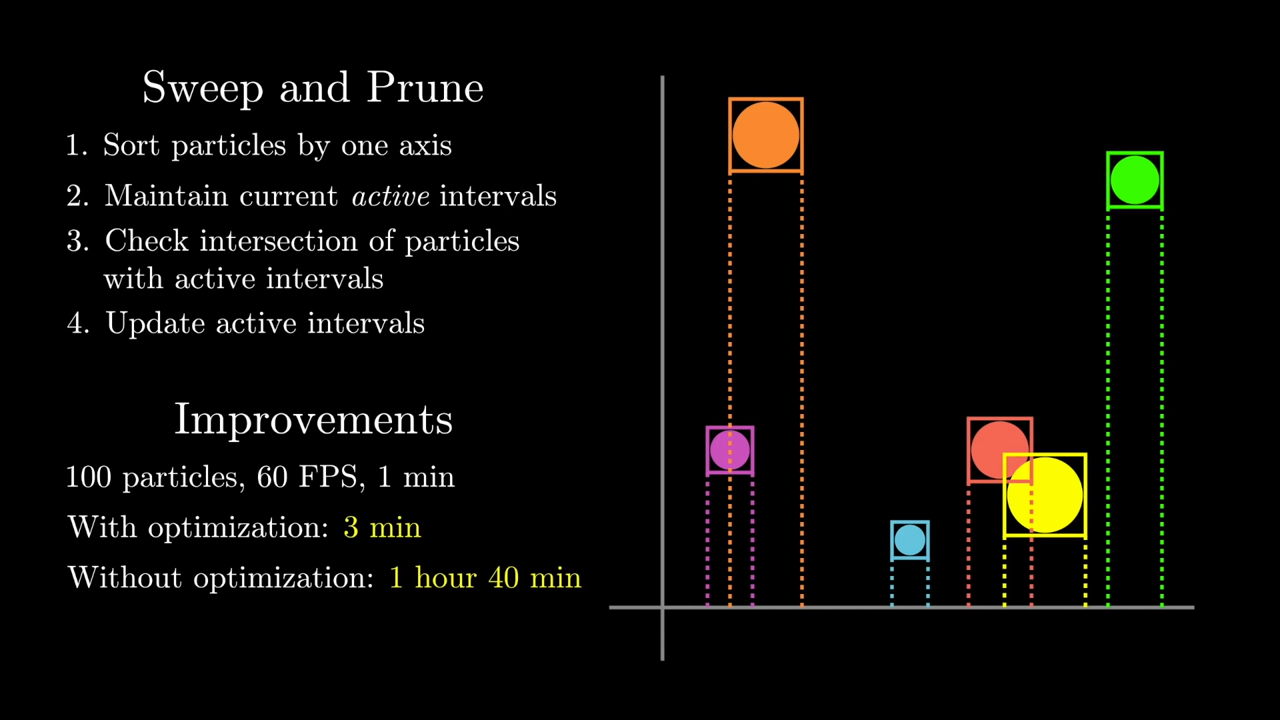 Sweep and Prune
1. Sort particles by one axis
2. Maintain current active intervals
3. Check intersection of particles
with active intervals
4. Update active intervals
Improvements
100 particles, 60 FPS, 1 min
With optimization: 3 min
Without optimization: 1 hour 40 min